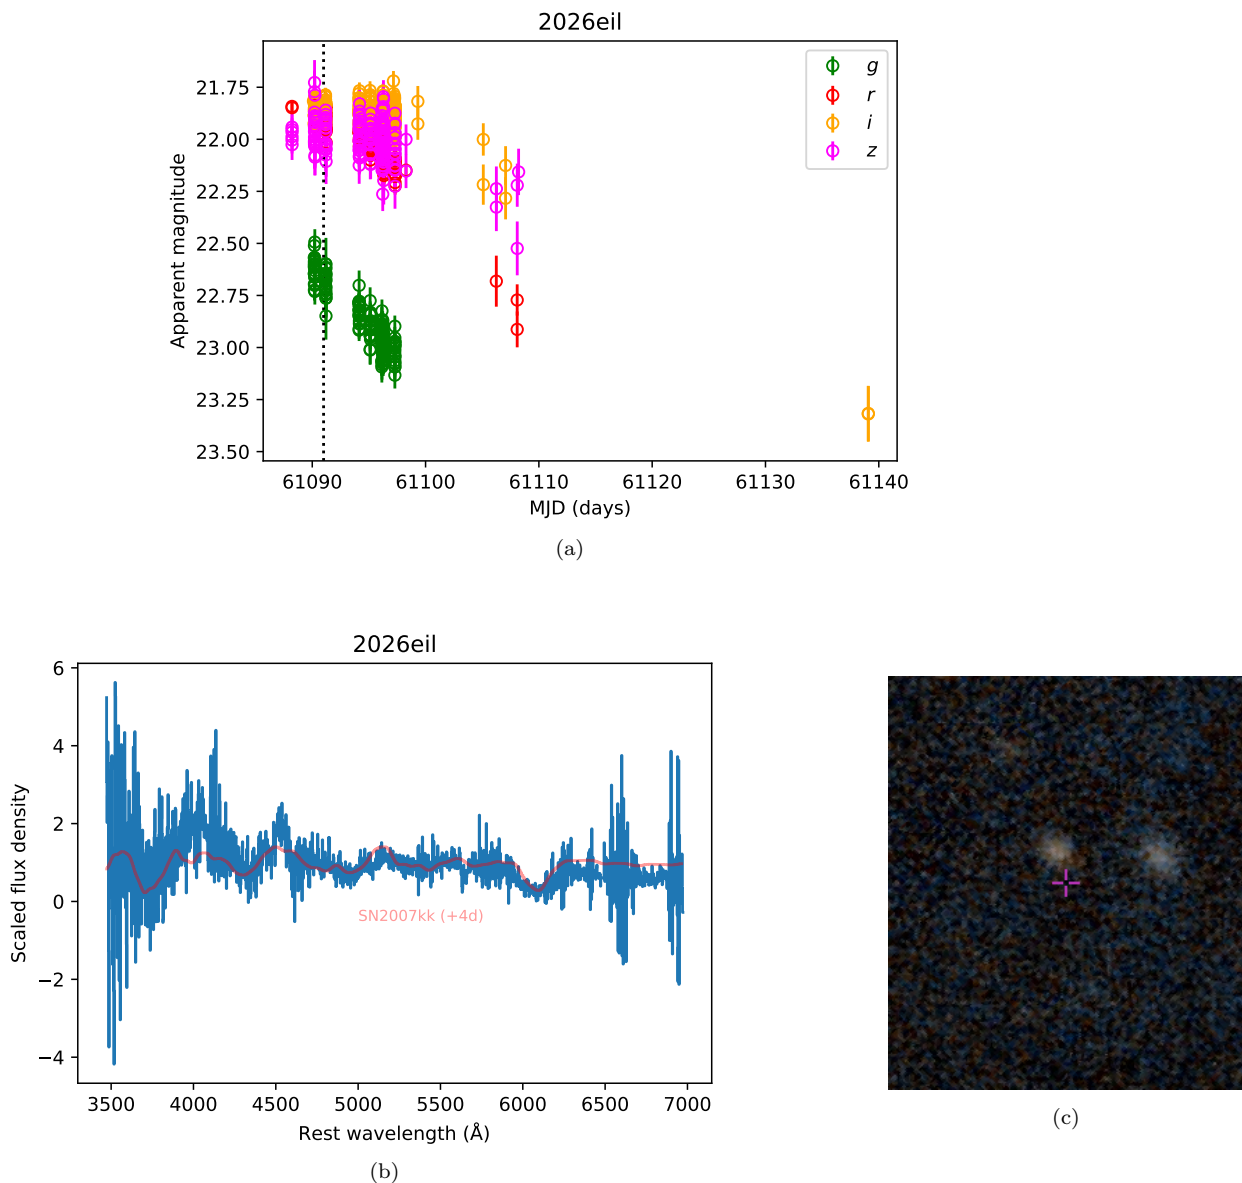 2026eil
Apparent magnitude
21.75
22.00
22.25
22.50
22.75
23.00
23.25
23.50
g
r
i
z
61090
61100
61110
61120
61130
61140
MJD (days)
(a)
2026eil
Scaled flux density
6
4
2
0
−2
−4
SN2007kk (+4d)
3500
4000
4500
5000
5500
6000
6500
7000
Rest wavelength (Å)
(b)
(c)